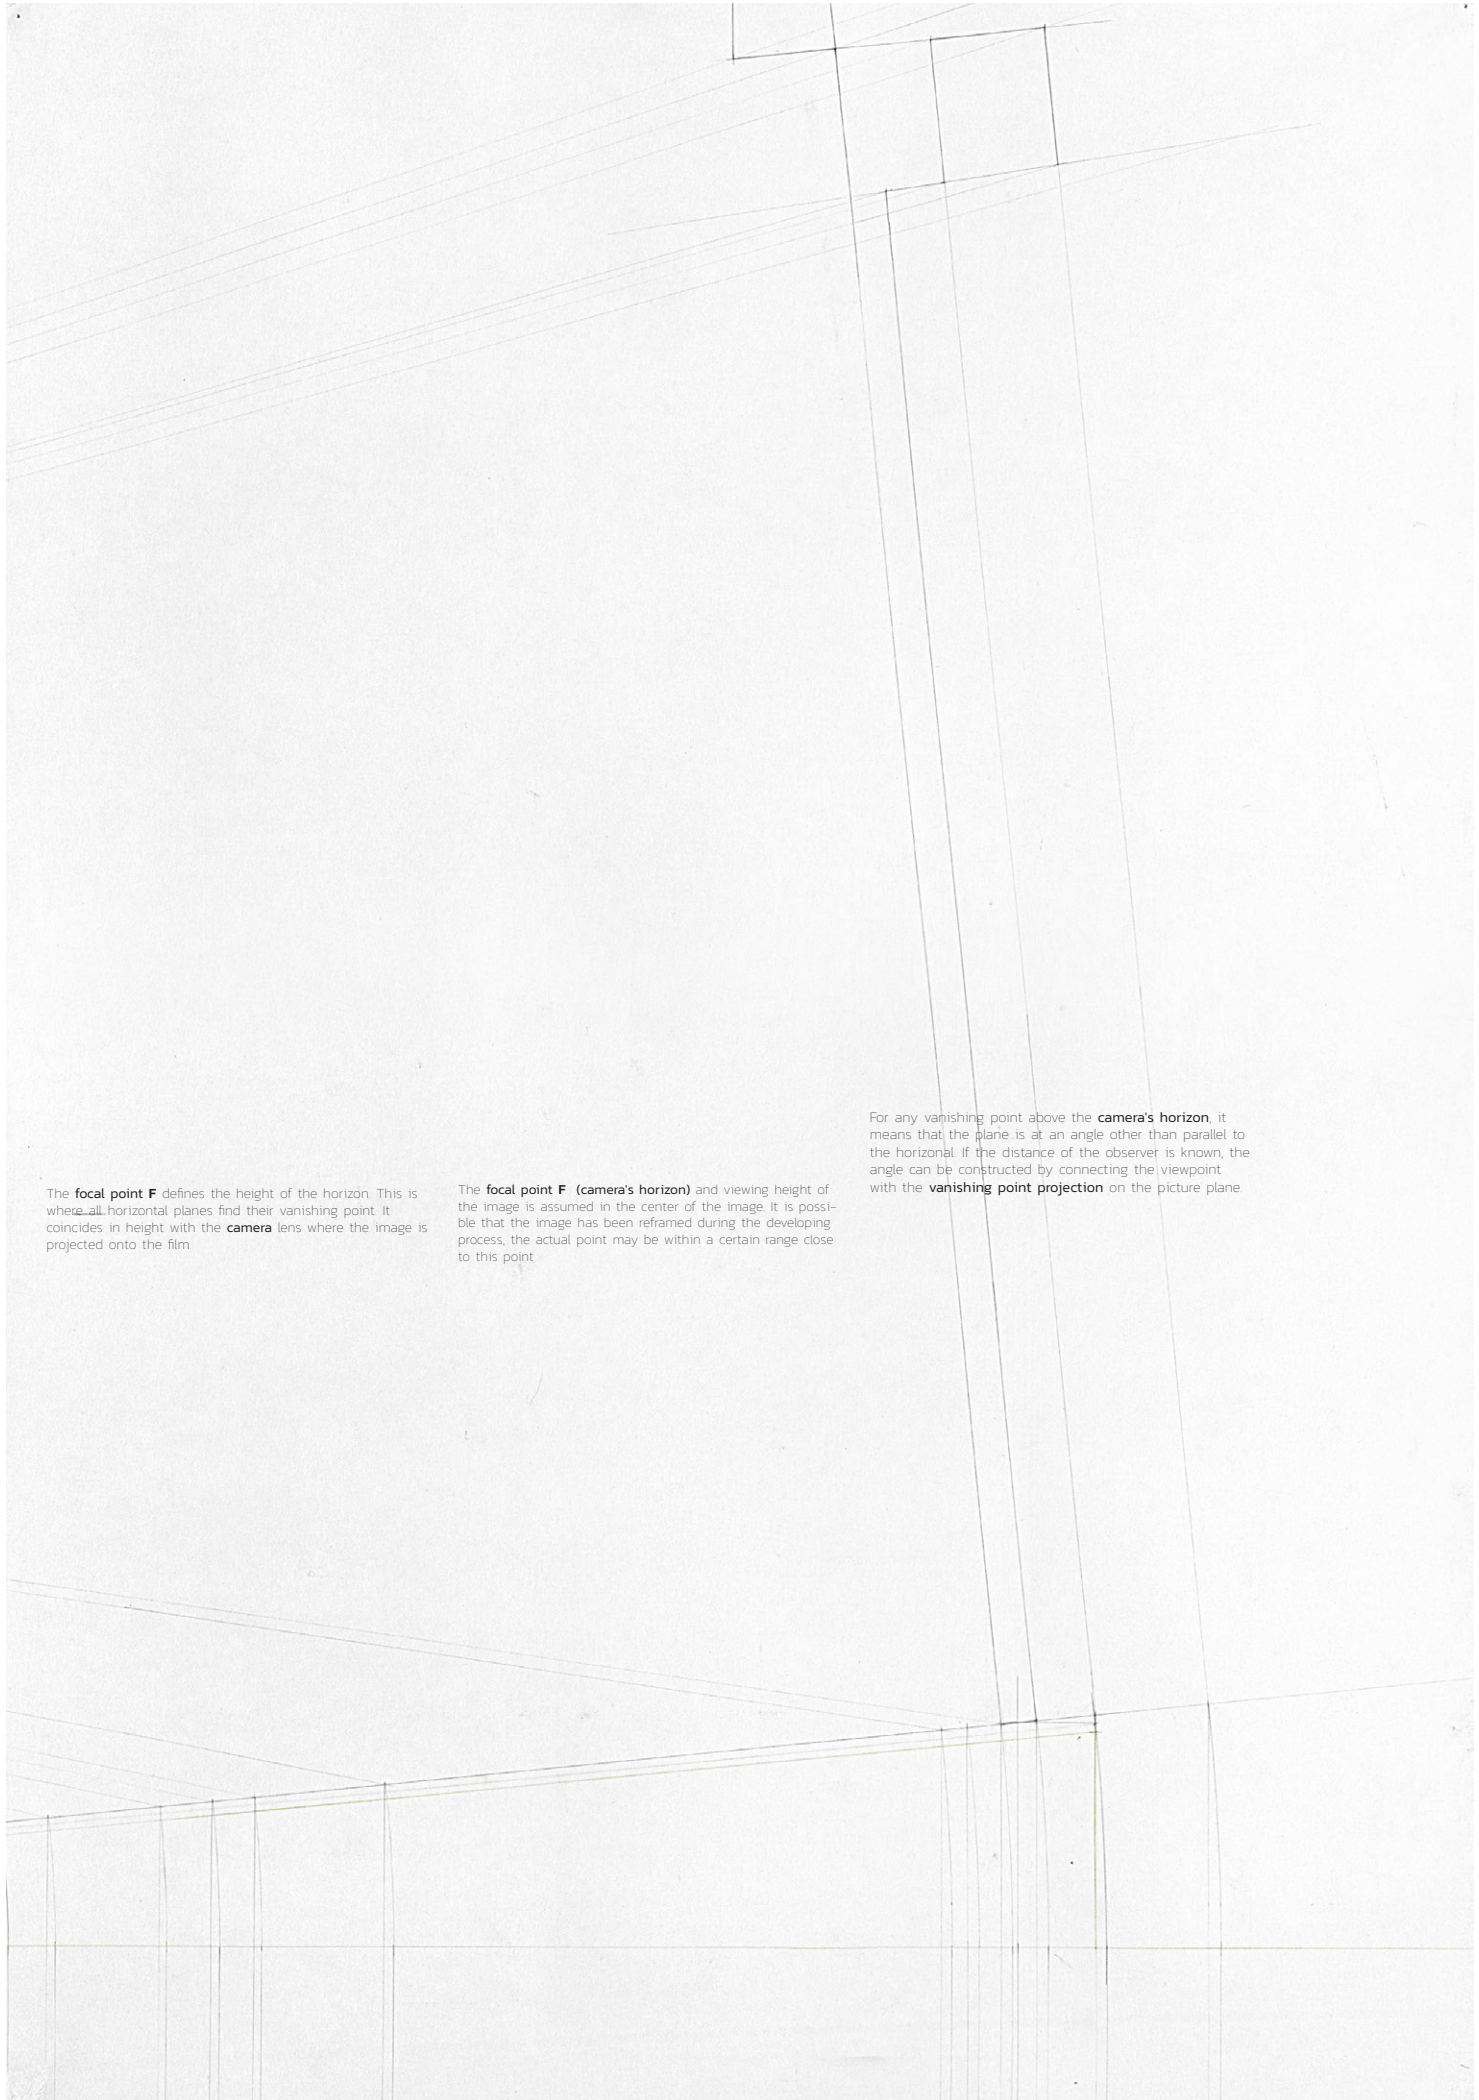 The focal point F defines the height of the horizon. This is
where all horizontal planes find their vanishing point. It
coincides in height with the camera lens where the image is
projected onto the film.
The focal point F (camera's horizon) and viewing height of
the image is assumed in the center of the image. It is possi-
ble that the image has been reframed during the developing
process, the actual point may be within a certain range close
to this point.
For any vanishing point above the camera's horizon, it
means that the plane is at an angle other than parallel to
the horizonal. If the distance of the observer is known, the
angle can be constructed by connecting the viewpoint
with the vanishing point projection on the picture plane.